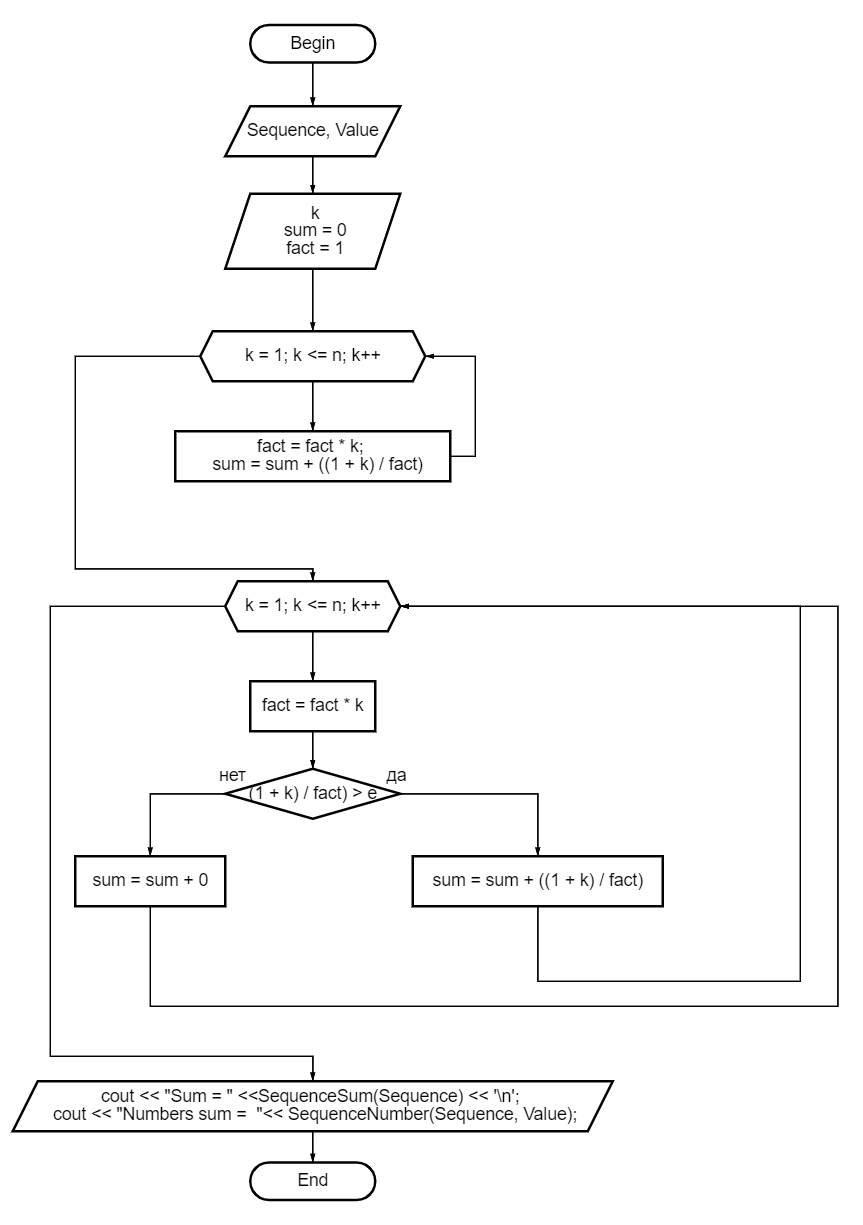 Begin
Sequence, Value
k
sum = 0
fact = 1
k = 1; k <= n; k++
fact = fact * k;
sum = sum + ((1 + k) / fact)
k = 1; k <= n; k++
fact = fact * k
нет
да
(1 + k) / fact) > e
sum = sum + 0
sum = sum + ((1 + k) / fact)
cout << "Sum = " <<SequenceSum(Sequence) << '\n';
cout << "Numbers sum =  "<< SequenceNumber(Sequence, Value);
End